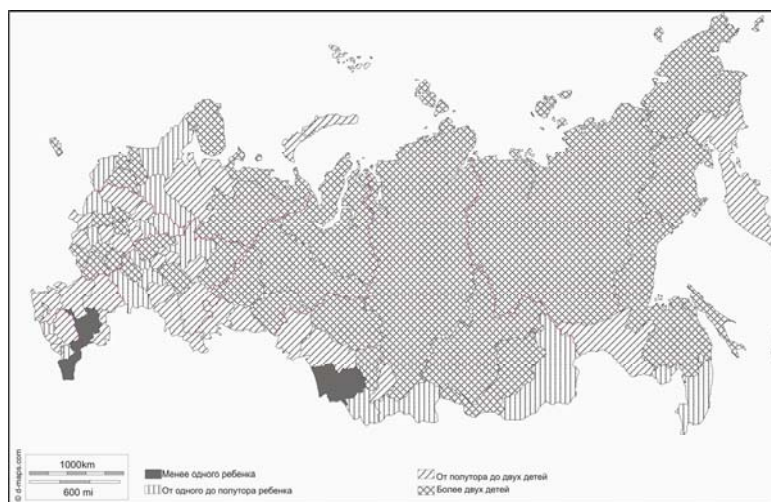 © d-maps.com
1000km
600 mi
Менее одного ребенка
От одного до полутора ребенка
От полутора до двух детей
Более двух детей